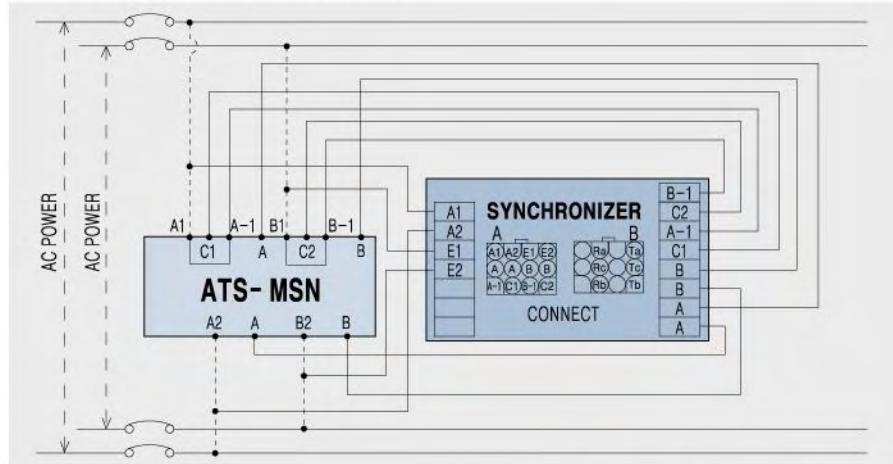 AC POWER
AC POWER
A1
C1
A-1
A
B1
C2
B-1
B
ATS-MSN
A2
A
B2
B
A1
A2
E1
E2
SYNCHRONIZER
A
A1 A2 E1 E2
A A B B
A-1 C1 B-1 C2
B
Ra Ta
Rc Tc
Rb Tb
CONNECT
B-1
C2
A-1
C1
B
B
A
A